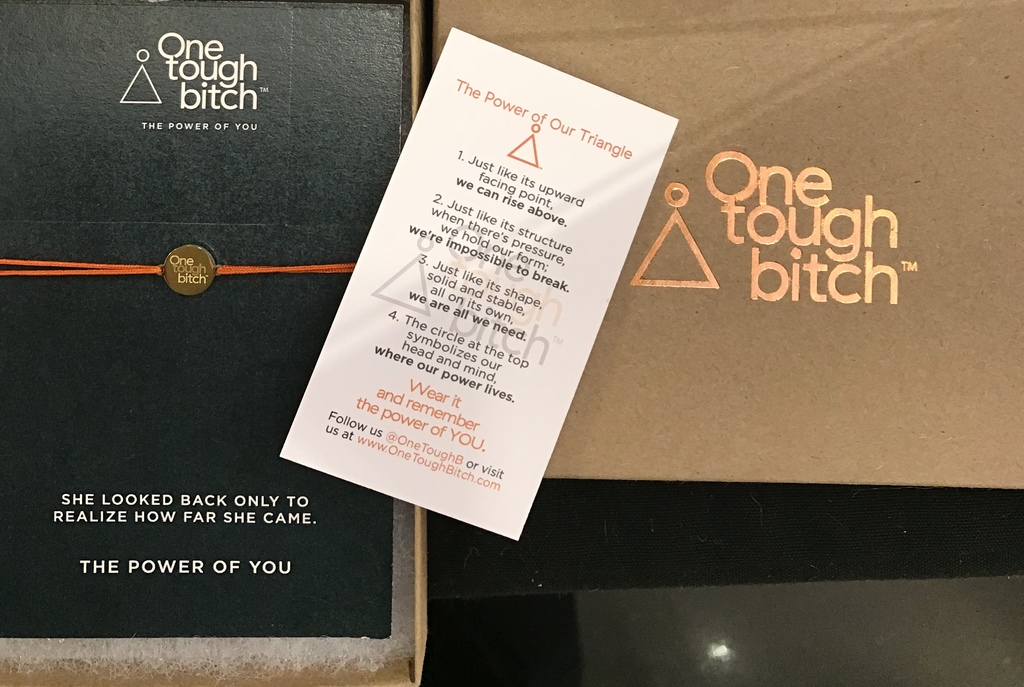 One
tough
bitch™
THE POWER OF YOU
One
tough
bitch
SHE LOOKED BACK ONLY TO
REALIZE HOW FAR SHE CAME.
THE POWER OF YOU
The Power of Our Triangle
1. Just like its upward
facing point,
we can rise above.
2. Just like its structure
when there's pressure,
we hold our form;
we're impossible to break.
3. Just like its shape,
solid and stable,
all on its own,
we are all we need.
4. The circle at the top
symbolizes our
head and mind,
where our power lives.
Wear it
and remember
the power of YOU.
Follow us @OneToughB or visit
us at www.OneToughBitch.com
One
tough
bitch™
One
tough
bitch™